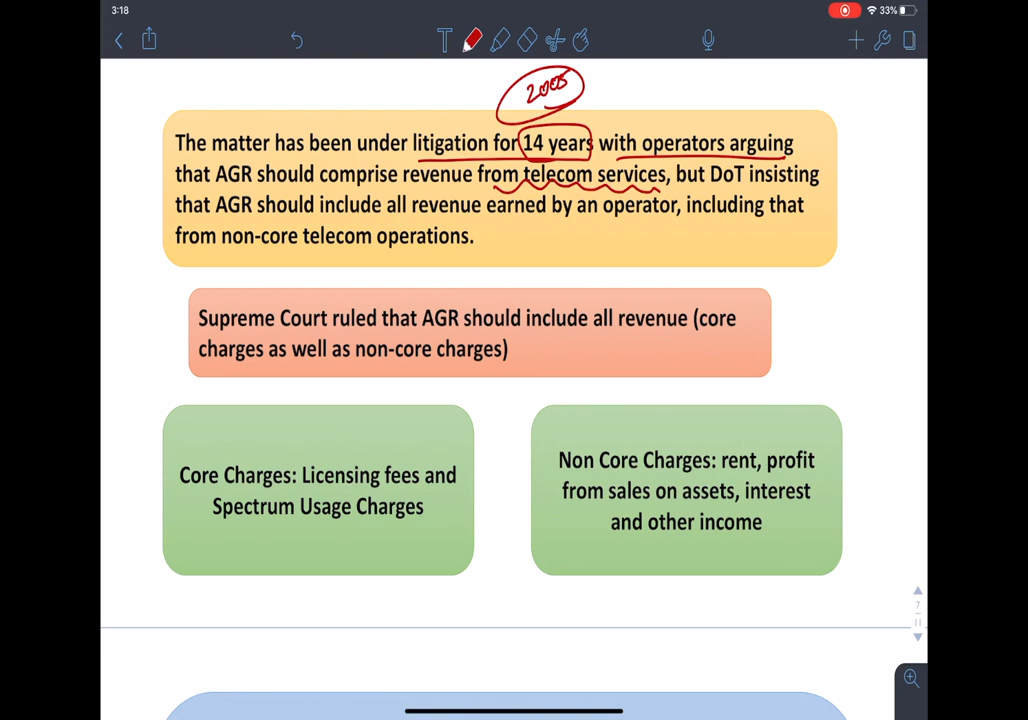 3:18
33%
T
2005
The matter has been under litigation for 14 years with operators arguing
that AGR should comprise revenue from telecom services, but DoT insisting
that AGR should include all revenue earned by an operator, including that
from non-core telecom operations.
Supreme Court ruled that AGR should include all revenue (core
charges as well as non-core charges)
Core Charges: Licensing fees and
Spectrum Usage Charges
Non Core Charges: rent, profit
from sales on assets, interest
and other income
7
11